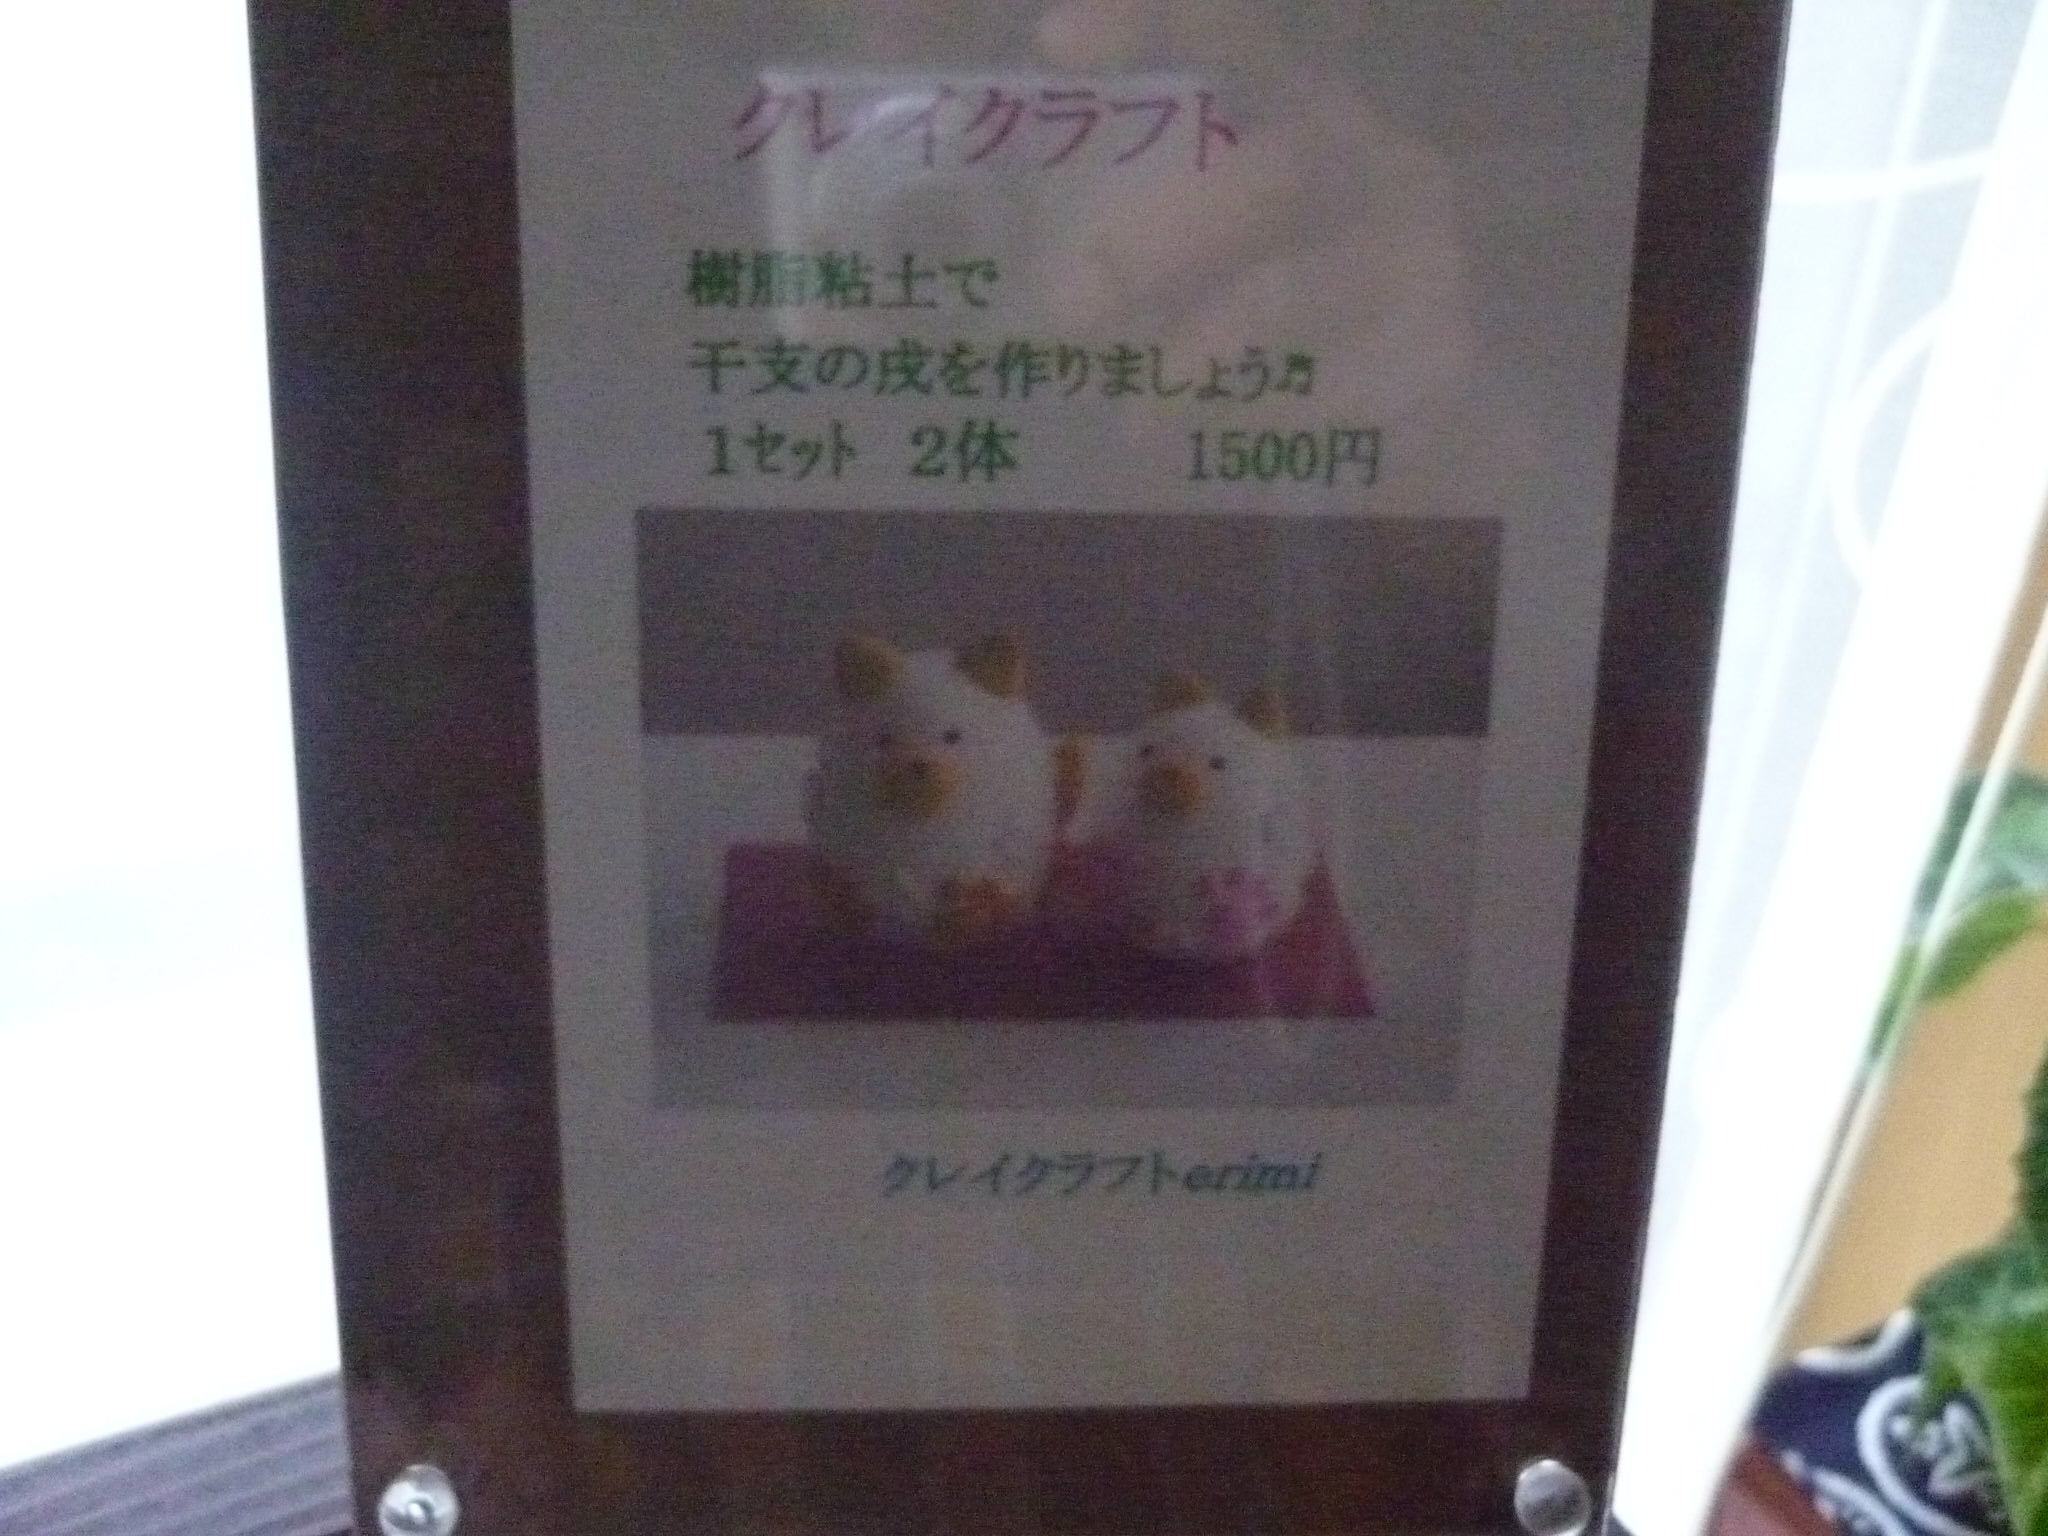 クレイクラフト
樹脂粘土で
干支の戌を作りましょう♬
1セット 2体 1500円
クレイクラフトerimi